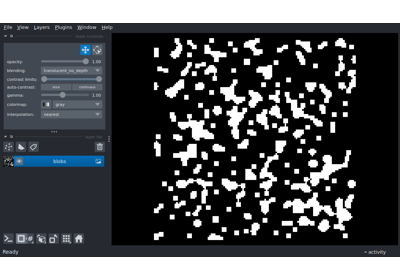 File View Layers Plugins Window Help
opacity: 1.00
blending: translucent_no_depth
contrast limits:
auto-contrast: once continuous
gamma: 1.00
colormap: gray
interpolation: nearest
blobs
Ready
activity